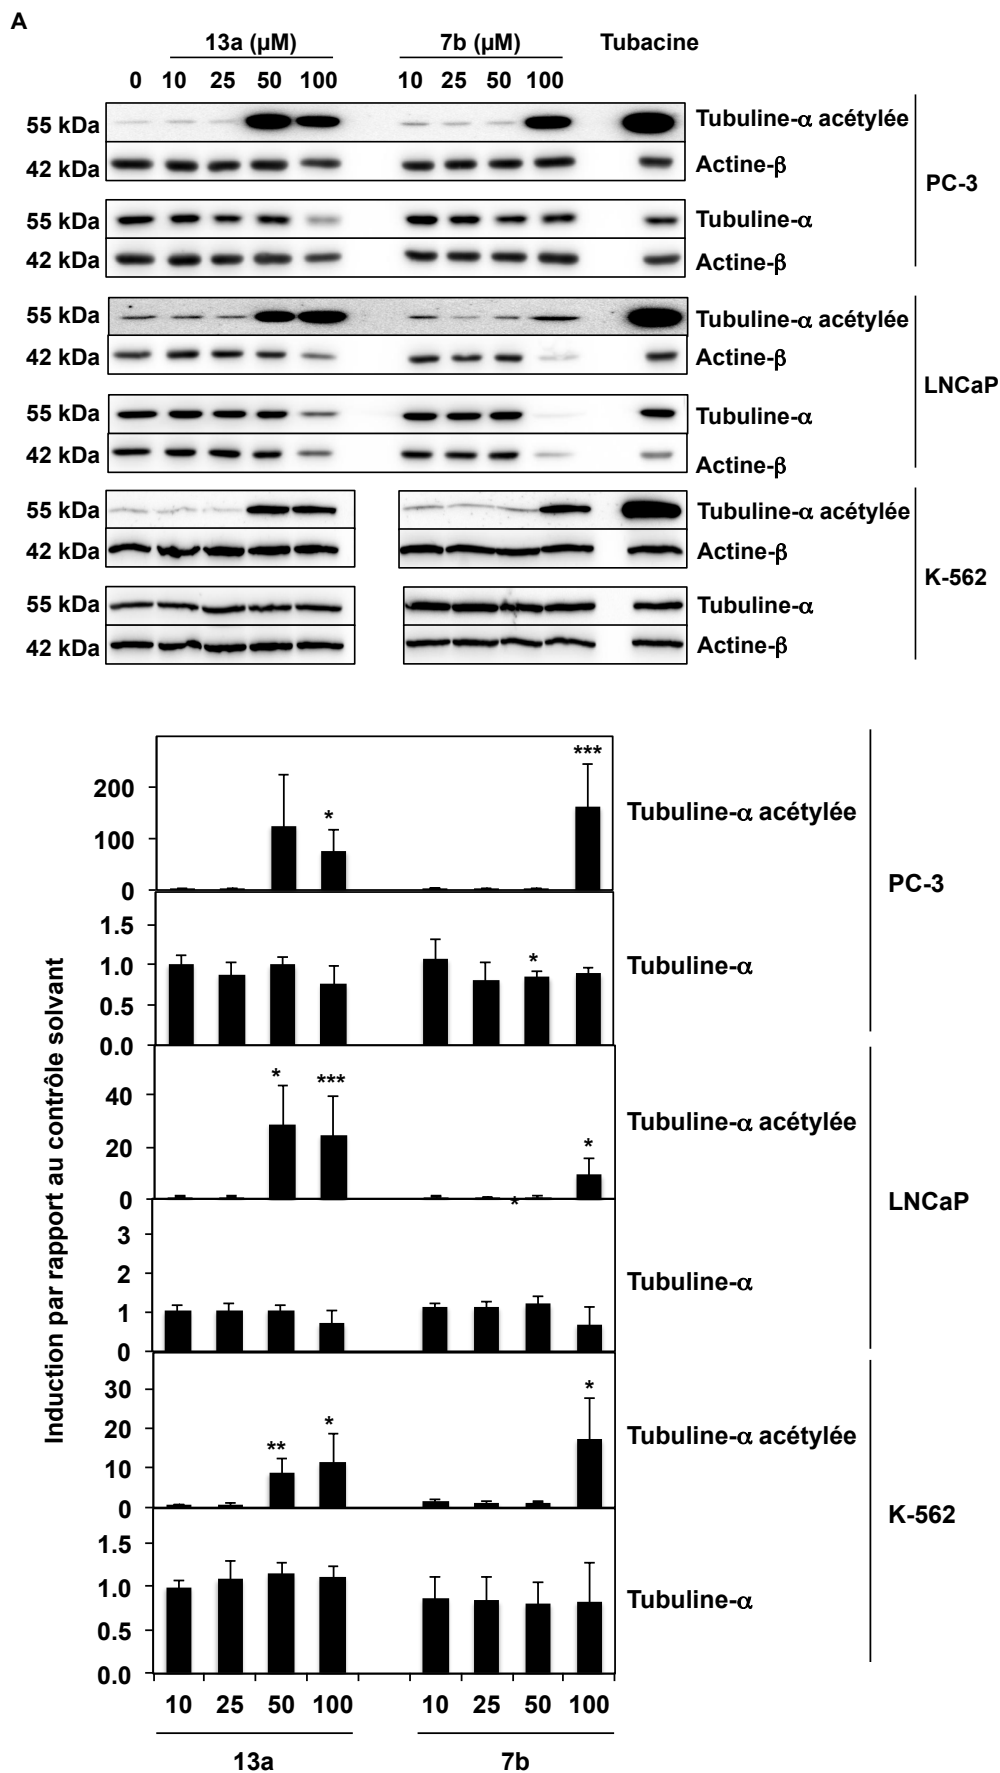 A
13a (µM) 7b (µM) Tubacine
0 10 25 50 100 10 25 50 100
55 kDa Tubuline-α acétylée
42 kDa Actine-β
PC-3
55 kDa Tubuline-α
42 kDa Actine-β
55 kDa Tubuline-α acétylée
42 kDa Actine-β
LNCaP
55 kDa Tubuline-α
42 kDa Actine-β
55 kDa Tubuline-α acétylée
42 kDa Actine-β
K-562
55 kDa Tubuline-α
42 kDa Actine-β
Induction par rapport au contrôle solvant
***
200
* Tubuline-α acétylée
100
0
PC-3
1.5
* Tubuline-α
1.0
0.5
0.0
* ***
40
Tubuline-α acétylée
*
20
0
*
LNCaP
3
2
Tubuline-α
1
0
*
30
** * Tubuline-α acétylée
20
10
0
K-562
1.5
1.0
Tubuline-α
0.5
0.0
10 25 50 100 10 25 50 100
13a 7b